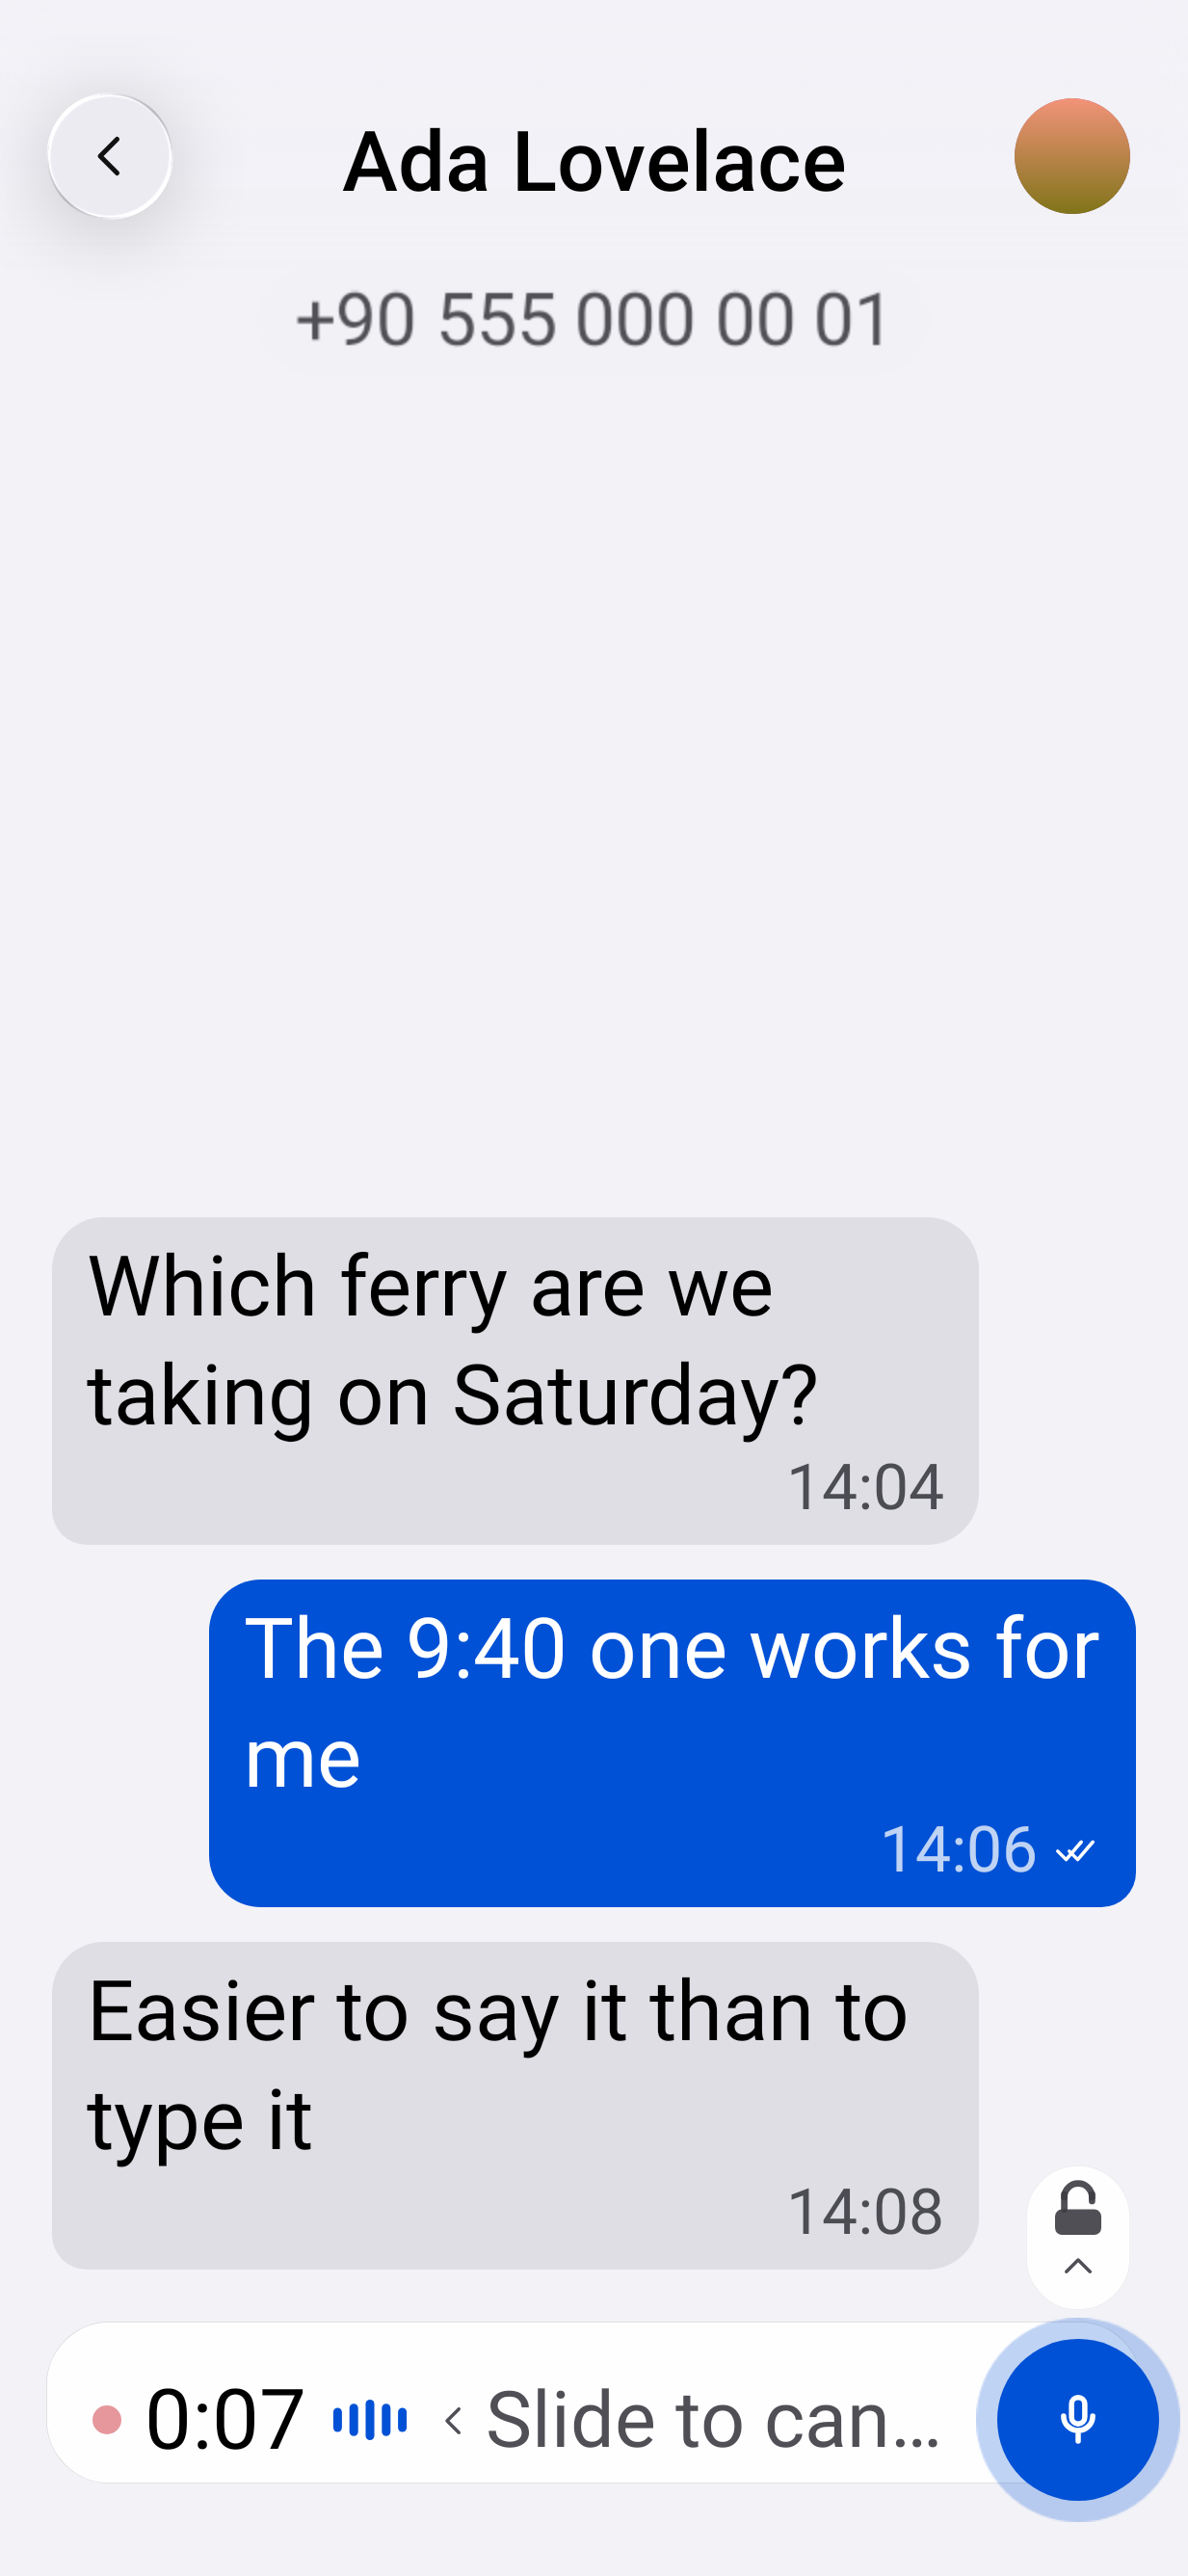 Ada Lovelace
+90 555 000 00 01
Which ferry are we
taking on Saturday?
14:04
The 9:40 one works for
me
14:06
Easier to say it than to
type it
14:08
0:07 Slide to can...